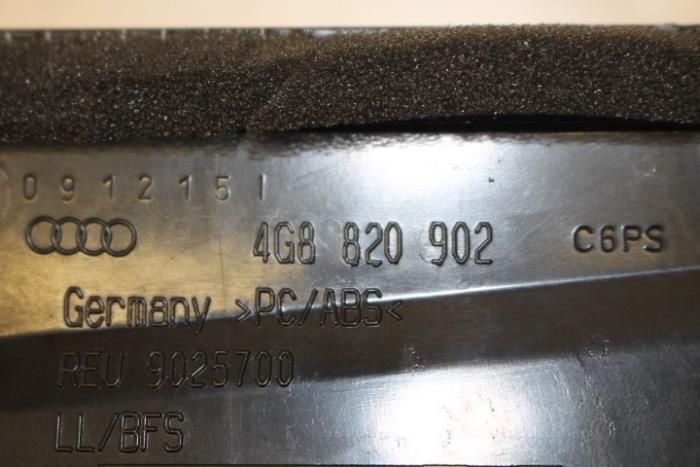 0912151
4G8 820 902 C6PS
Germany >PC/ABS<
REU 9025700
LL/BFS